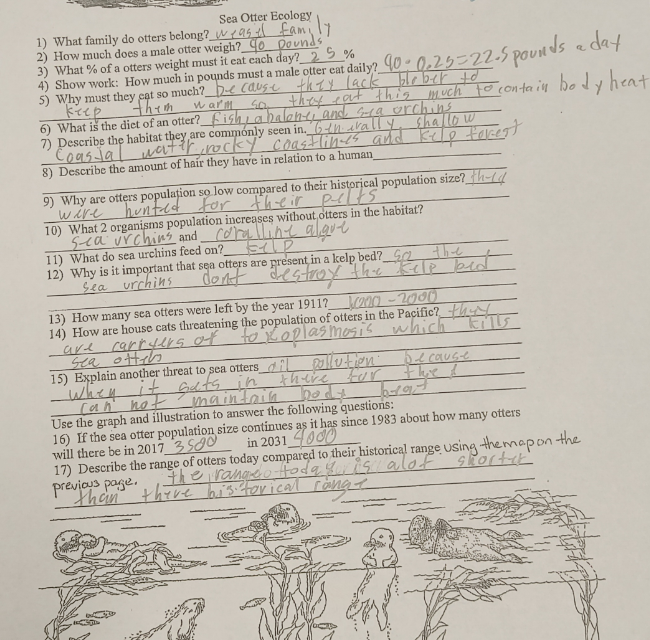 Sea Otter Ecology
1) What family do otters belong? weasel family
2) How much does a male otter weigh? 90 pounds
3) What % of a otters weight must it eat each day? 25 %
4) Show work: How much in pounds must a male otter eat daily? 90 · 0.25=22.5 pounds a day
5) Why must they eat so much? because they lack bleber to
keep them warm so they eat this much to contain body heat
6) What is the diet of an otter? Fish, abalone, and sea orchins
7) Describe the habitat they are commonly seen in. Generally shallow
Coastal water, rocky coastlines and kelp forest
8) Describe the amount of hair they have in relation to a human
9) Why are otters population so low compared to their historical population size? they
were hunted for their pelts
10) What 2 organisms population increases without otters in the habitat?
sea urchins and coralline algue
11) What do sea urchins feed on? kelp
12) Why is it important that sea otters are present in a kelp bed? so the
sea urchins dont destroy the kelp bed
13) How many sea otters were left by the year 1911? 1000 - 2000
14) How are house cats threatening the population of otters in the Pacific? they
are carryers of toxoplasmosis which kills
sea otters
15) Explain another threat to sea otters oil pollution because
when it gets in there fur they
can not maintain body heat
Use the graph and illustration to answer the following questions:
16) If the sea otter population size continues as it has since 1983 about how many otters
will there be in 2017 3500 in 2031 4000
17) Describe the range of otters today compared to their historical range using the map on the
previous page. the range today is alot shorter
than there historical range